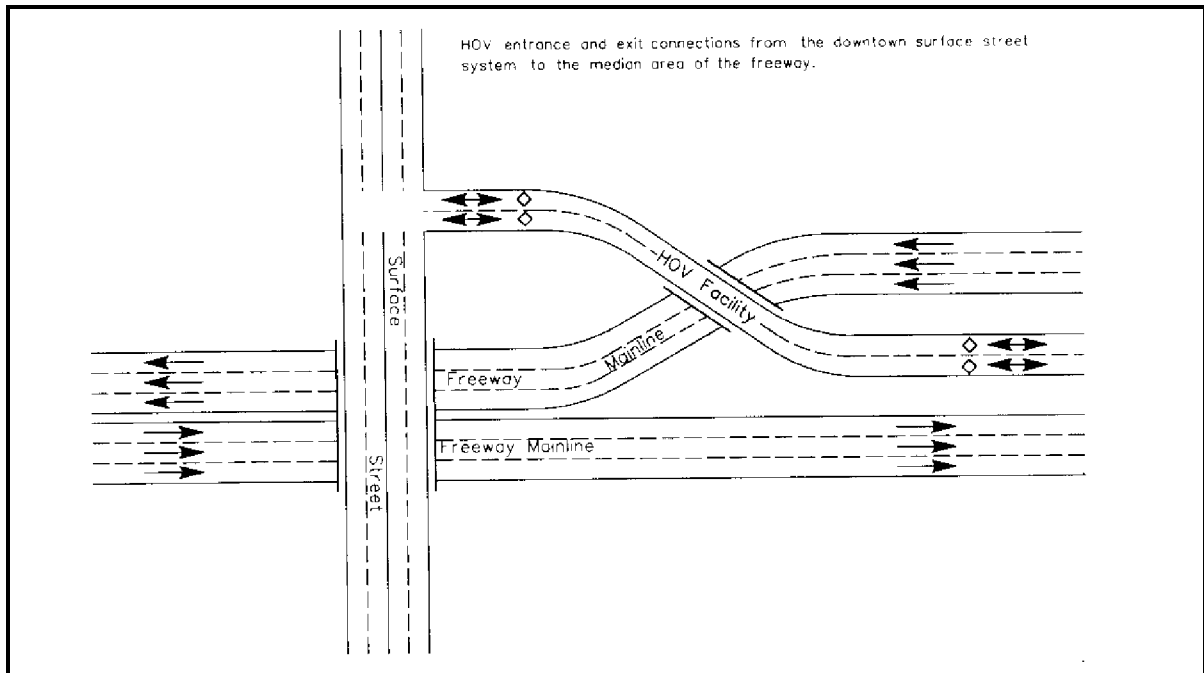 HOV entrance and exit connections from the downtown surface street
system to the median area of the freeway.
Surface
Street
HOV Facility
Mainline
Freeway
Freeway Mainline